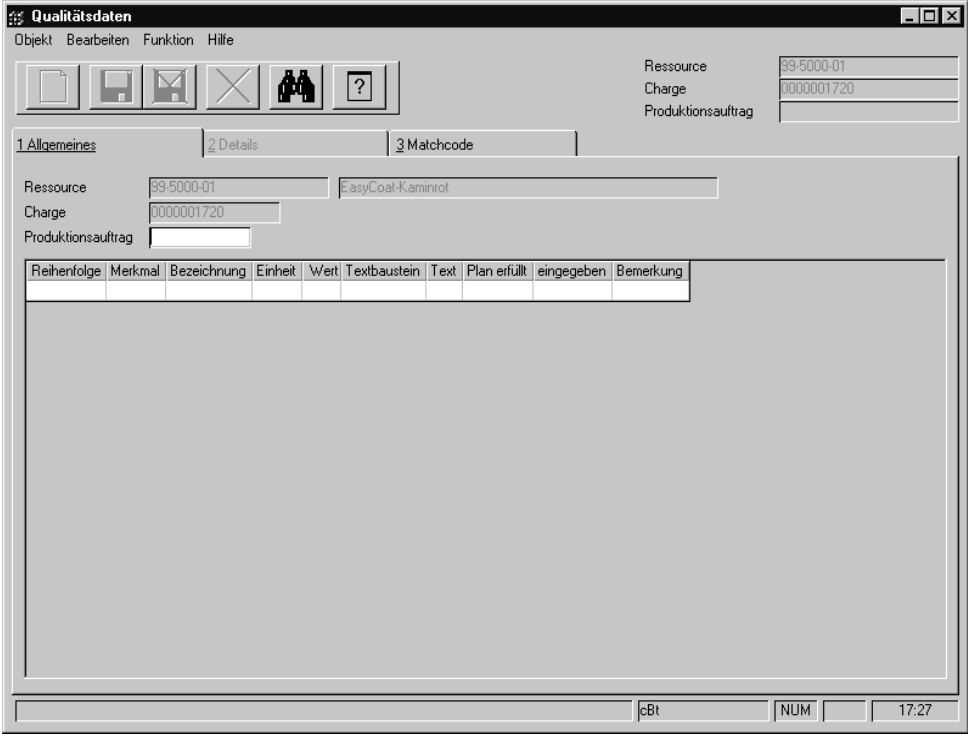 Qualitätsdaten
Objekt Bearbeiten Funktion Hilfe
Ressource 99-5000-01
Charge 0000001720
Produktionsauftrag
?
1 Allgemeines 2 Details 3 Matchcode
Ressource 99-5000-01 EasyCoat-Kaminrot
Charge 0000001720
Produktionsauftrag
Reihenfolge Merkmal Bezeichnung Einheit Wert Textbaustein Text Plan erfüllt eingegeben Bemerkung
cBt NUM 17:27